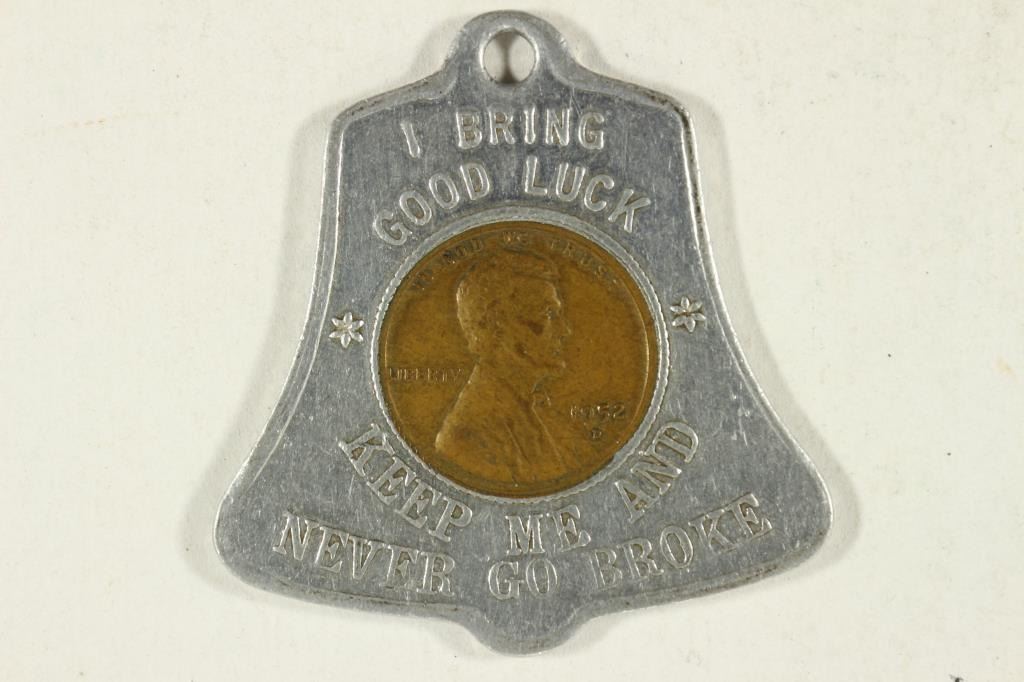 I BRING
GOOD LUCK
IN GOD WE TRUST
LIBERTY
1952
D
KEEP ME AND
NEVER GO BROKE